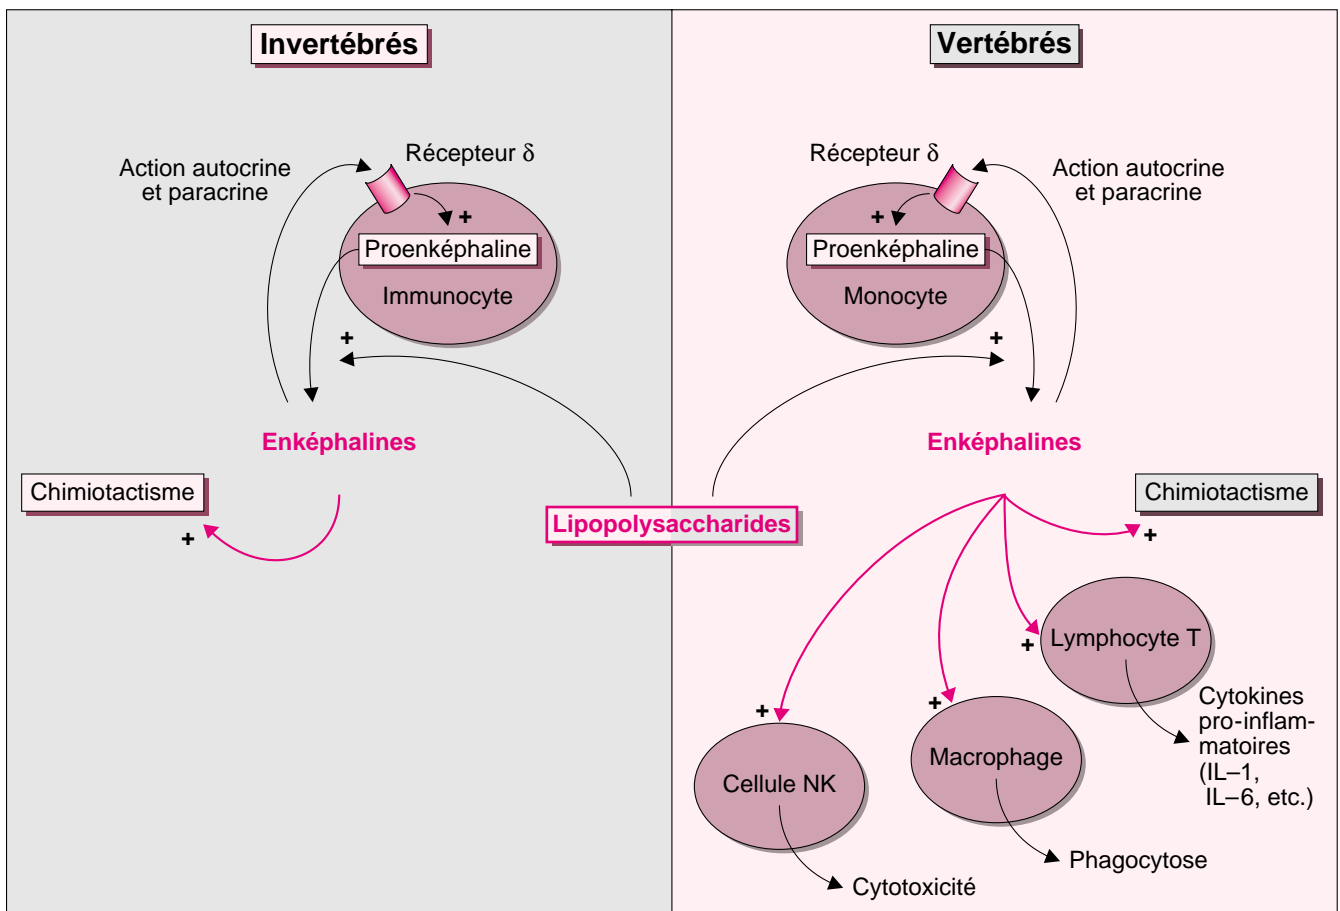 Invertébrés
Action autocrine
et paracrine
Récepteur δ
+
Proenképhaline
Immunocyte
+
Enképhalines
Chimiotactisme
+
Lipopolysaccharides
Vertébrés
Récepteur δ
Action autocrine
et paracrine
+
Proenképhaline
Monocyte
+
Enképhalines
Chimiotactisme
+
Lymphocyte T
+
Cytokines
pro-inflam-
matoires
(IL–1,
IL–6, etc.)
+
Macrophage
Phagocytose
+
Cellule NK
Cytotoxicité